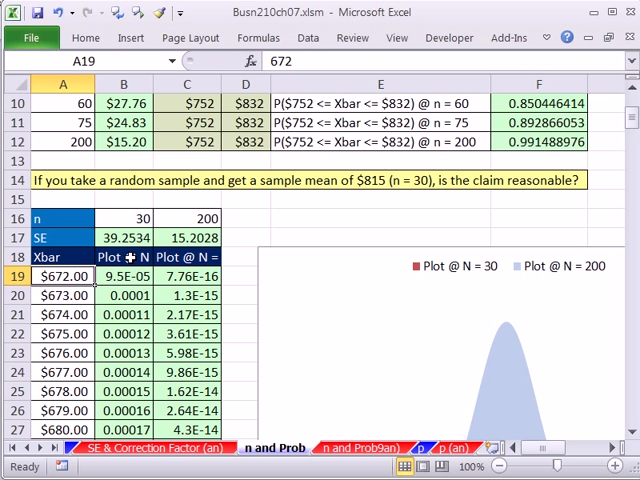 Busn210ch07.xlsm - Microsoft Excel
File Home Insert Page Layout Formulas Data Review View Developer Add-Ins
A19 fx 672
A B C D E F
10 60 $27.76 $752 $832 P($752 <= Xbar <= $832) @ n = 60 0.850446414
11 75 $24.83 $752 $832 P($752 <= Xbar <= $832) @ n = 75 0.892866053
12 200 $15.20 $752 $832 P($752 <= Xbar <= $832) @ n = 200 0.991488976
13
14 If you take a random sample and get a sample mean of $815 (n = 30), is the claim reasonable?
15
16 n 30 200
17 SE 39.2534 15.2028
18 Xbar Plot @ N Plot @ N =
19 $672.00 9.5E-05 7.76E-16
Plot @ N = 30 Plot @ N = 200
20 $673.00 0.0001 1.3E-15
21 $674.00 0.00011 2.17E-15
22 $675.00 0.00012 3.61E-15
23 $676.00 0.00013 5.98E-15
24 $677.00 0.00014 9.86E-15
25 $678.00 0.00015 1.62E-14
26 $679.00 0.00016 2.64E-14
27 $680.00 0.00017 4.3E-14
SE & Correction Factor (an) n and Prob n and Prob9an) p p (an)
Ready 100%